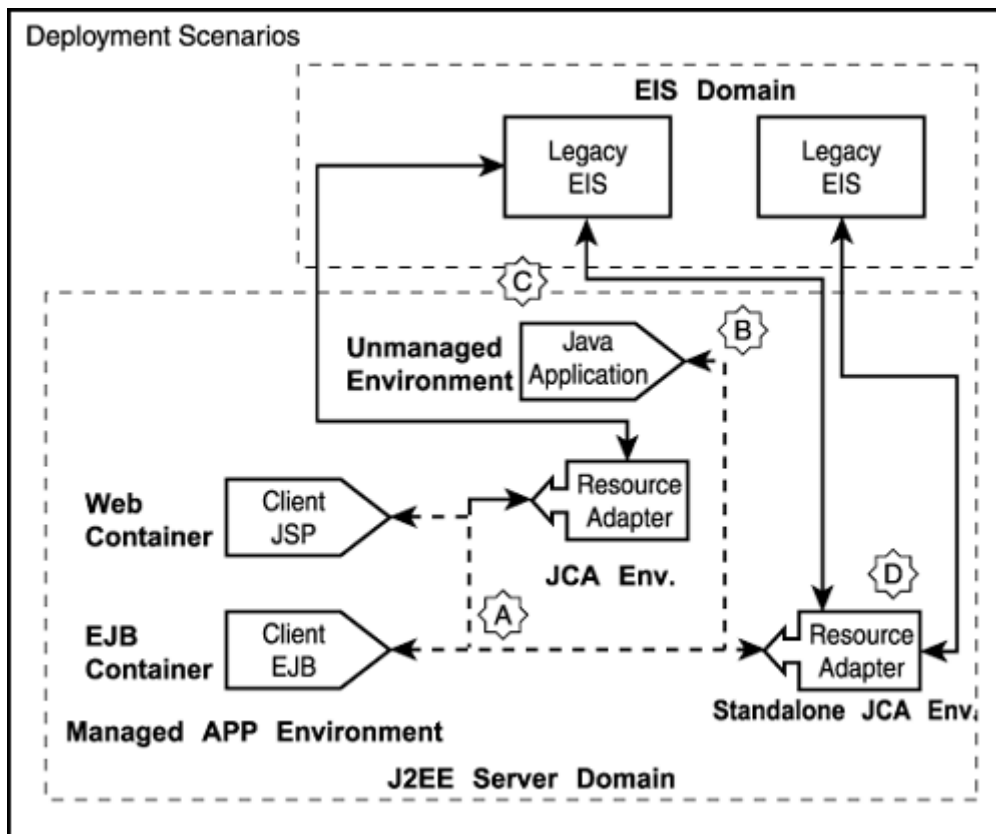 Deployment Scenarios
EIS Domain
Legacy
EIS
Legacy
EIS
C
B
Unmanaged
Environment
Java
Application
Web
Container
Client
JSP
Resource
Adapter
JCA Env.
D
A
EJB
Container
Client
EJB
Resource
Adapter
Standalone JCA Env.
Managed APP Environment
J2EE Server Domain